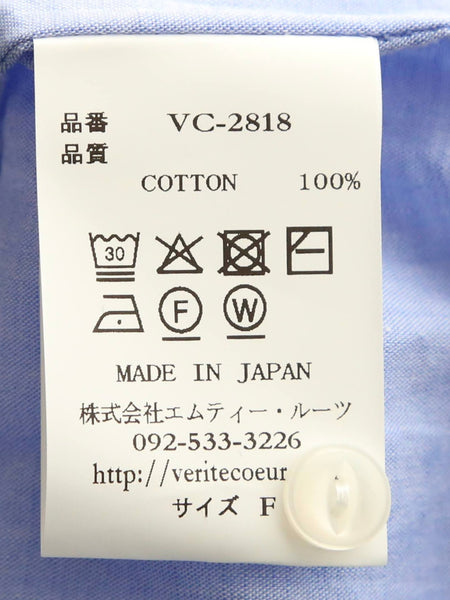 品番 VC-2818
品質
COTTON 100%
30
F W
MADE IN JAPAN
株式会社エムティー・ルーツ
092-533-3226
http://veritecoeur
サイズ F